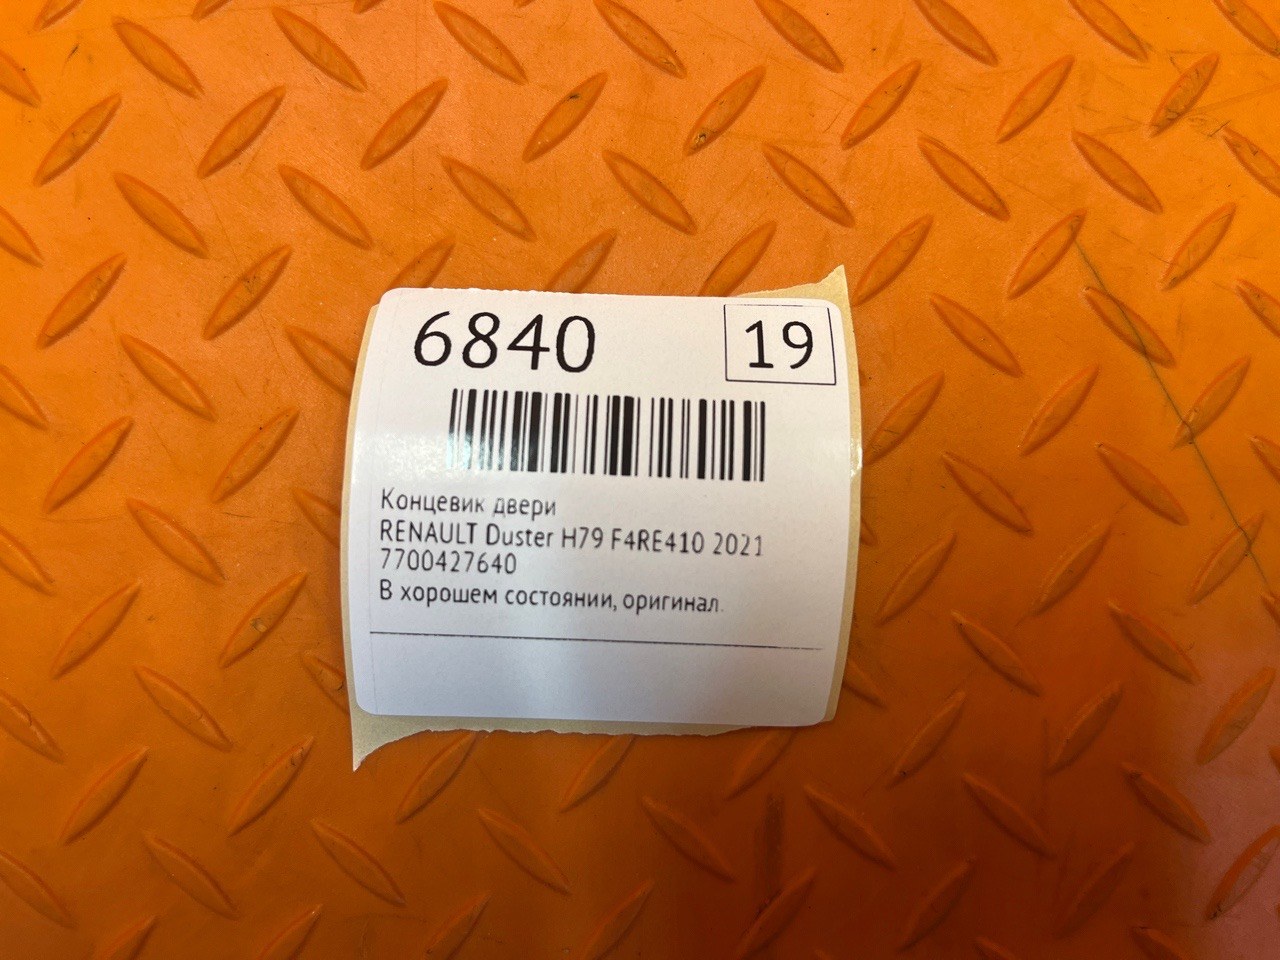 6840
19
Концевик двери
RENAULT Duster H79 F4RE410 2021
7700427640
В хорошем состоянии, оригинал.